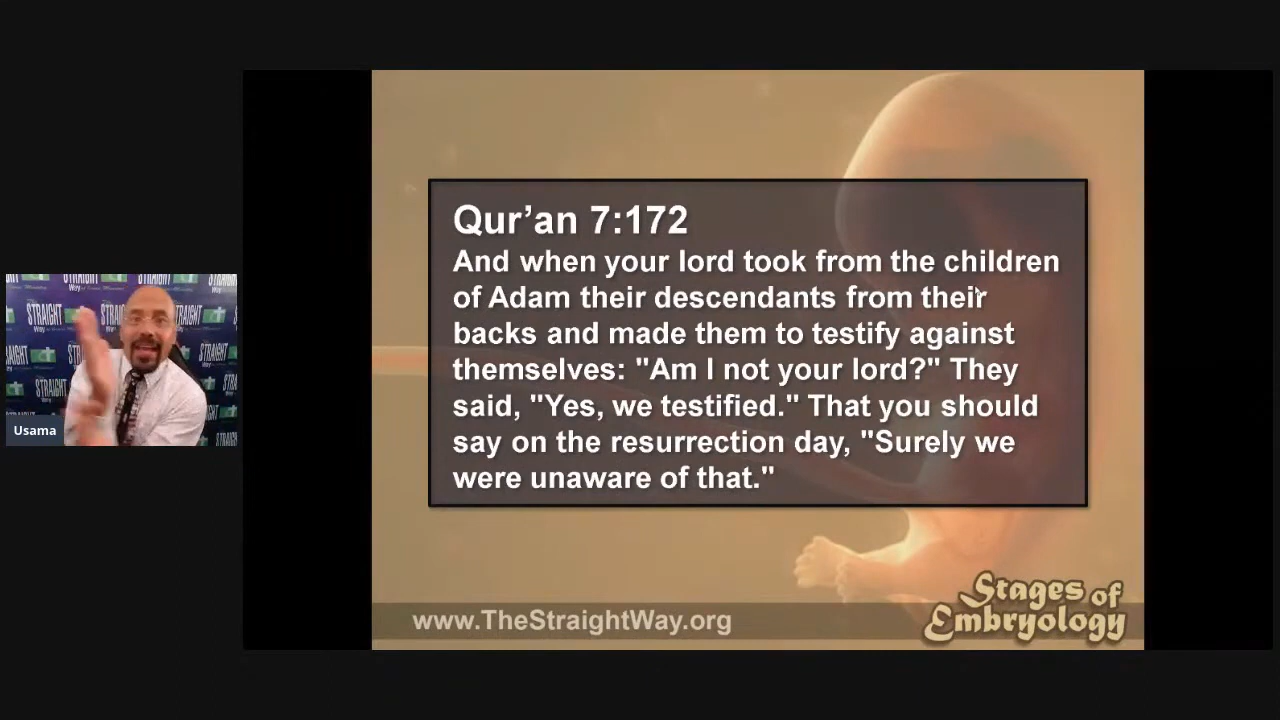 Qur’an 7:172
And when your lord took from the children
of Adam their descendants from their
backs and made them to testify against
themselves: "Am I not your lord?" They
said, "Yes, we testified." That you should
say on the resurrection day, "Surely we
were unaware of that."
www.TheStraightWay.org
Stages of
Embryology
Usama
STRAIGHT
Way